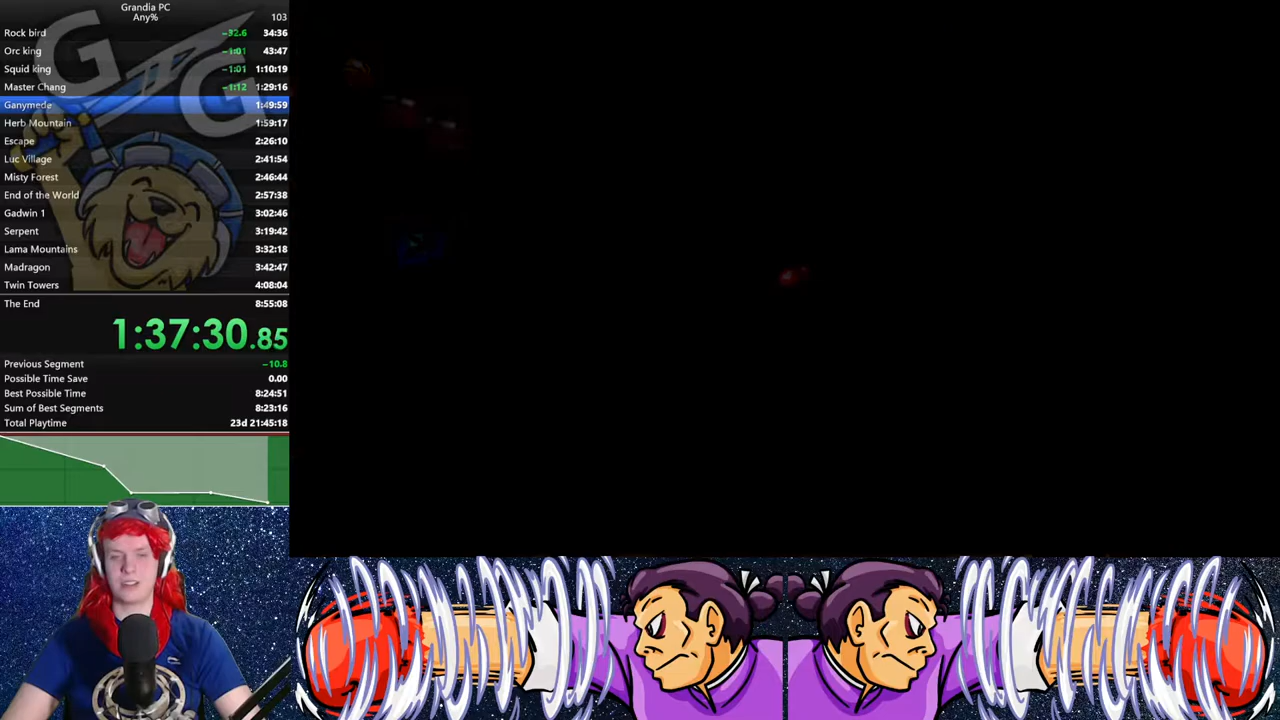 Grandia PC
Any% 103
Rock bird -32.6 34:36
Orc king -1:01 43:47
Squid king -1:01 1:10:19
Master Chang -1:12 1:29:16
Ganymede 1:49:59
Herb Mountain 1:59:17
Escape 2:26:10
Luc Village 2:41:54
Misty Forest 2:46:44
End of the World 2:57:38
Gadwin 1 3:02:46
Serpent 3:19:42
Lama Mountains 3:32:18
Madragon 3:42:47
Twin Towers 4:08:04
The End 8:55:08
1:37:30.85
Previous Segment -10.8
Possible Time Save 0.00
Best Possible Time 8:24:51
Sum of Best Segments 8:23:16
Total Playtime 23d 21:45:18